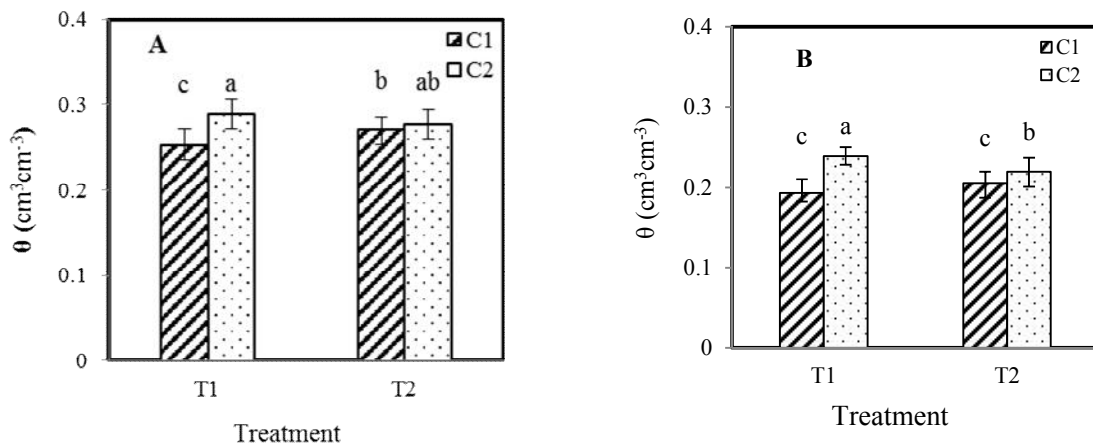 0.4
A
C1
C2
c
a
b
ab
0.3
0.2
0.1
0
θ (cm³cm⁻³)
T1
T2
Treatment
0.4
B
C1
C2
0.3
c
a
c
b
0.2
0.1
0
θ (cm³cm⁻³)
T1
T2
Treatment